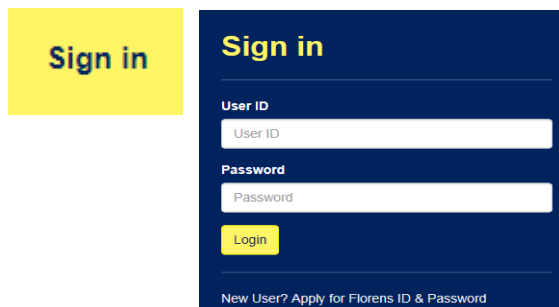 Sign in
Sign in
User ID
User ID
Password
Password
Login
New User? Apply for Florens ID & Password